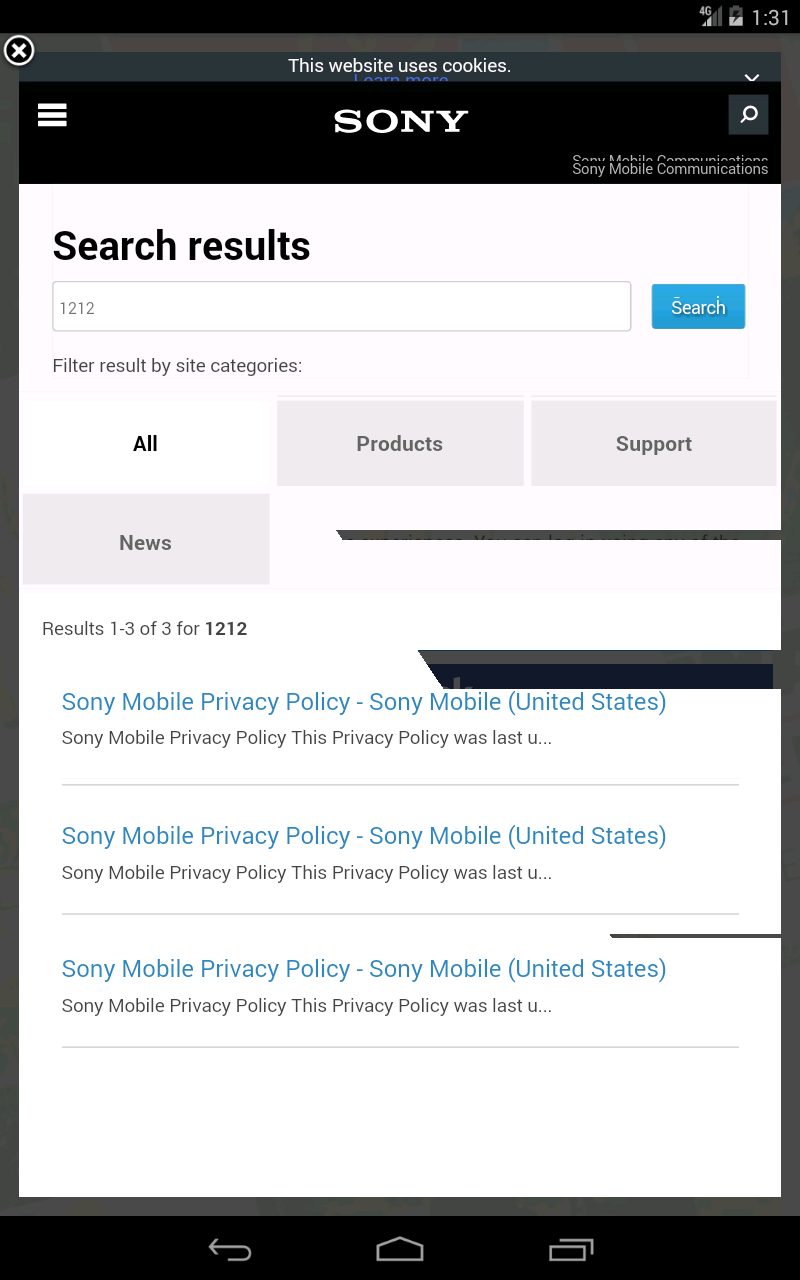 4G 1:31
This website uses cookies.
Learn more
SONY
Sony Mobile Communications
Sony Mobile Communications
Search results
1212
Search
Filter result by site categories:
All
Products
Support
News
Results 1-3 of 3 for 1212
Sony Mobile Privacy Policy - Sony Mobile (United States)
Sony Mobile Privacy Policy This Privacy Policy was last u...
Sony Mobile Privacy Policy - Sony Mobile (United States)
Sony Mobile Privacy Policy This Privacy Policy was last u...
Sony Mobile Privacy Policy - Sony Mobile (United States)
Sony Mobile Privacy Policy This Privacy Policy was last u...